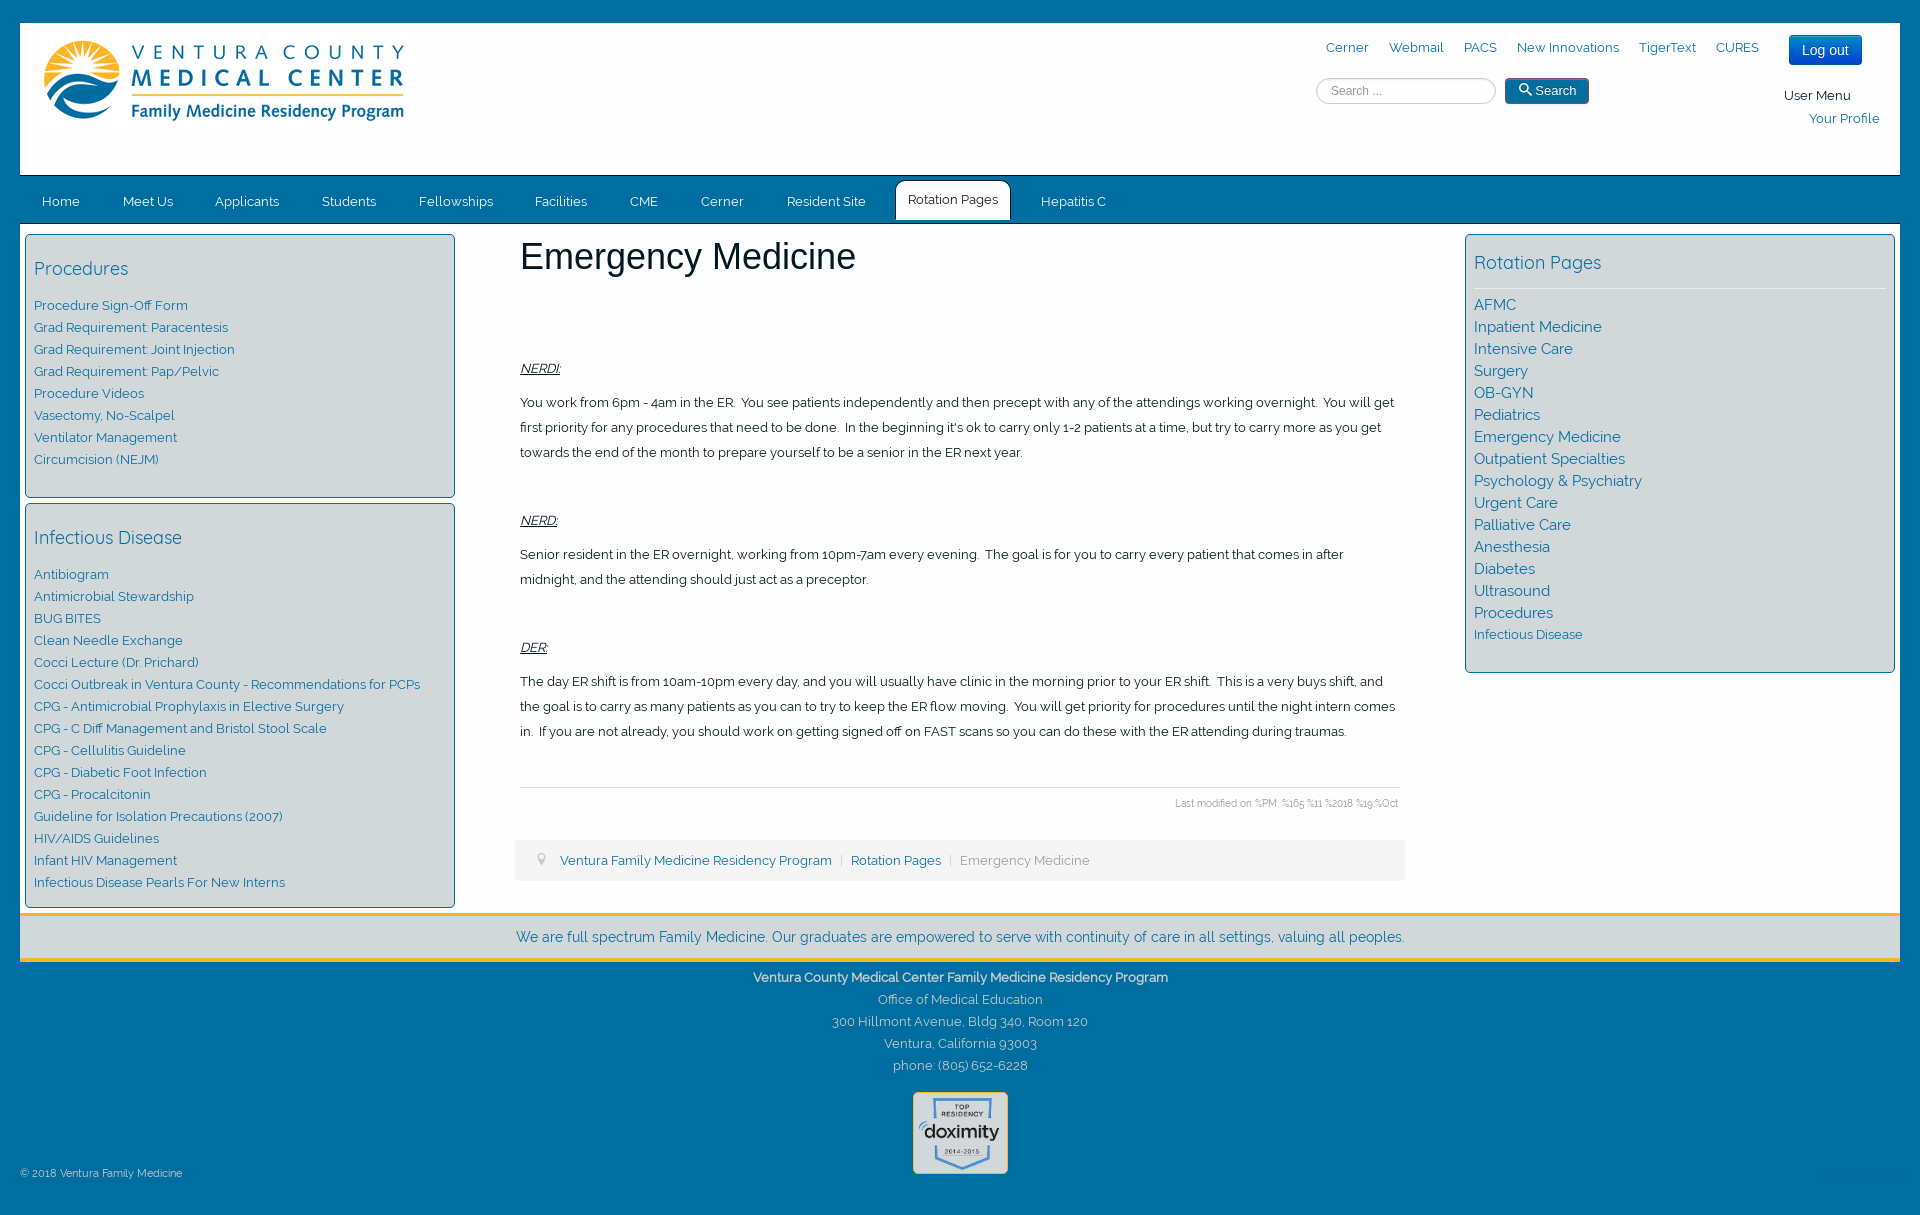 VENTURA COUNTY
MEDICAL CENTER
Family Medicine Residency Program
Cerner Webmail PACS New Innovations TigerText CURES
Log out
Search ...
Search
User Menu
Your Profile
Home Meet Us Applicants Students Fellowships Facilities CME Cerner Resident Site Rotation Pages Hepatitis C
Procedures
Procedure Sign-Off Form
Grad Requirement: Paracentesis
Grad Requirement: Joint Injection
Grad Requirement: Pap/Pelvic
Procedure Videos
Vasectomy, No-Scalpel
Ventilator Management
Circumcision (NEJM)
Infectious Disease
Antibiogram
Antimicrobial Stewardship
BUG BITES
Clean Needle Exchange
Cocci Lecture (Dr. Prichard)
Cocci Outbreak in Ventura County - Recommendations for PCPs
CPG - Antimicrobial Prophylaxis in Elective Surgery
CPG - C Diff Management and Bristol Stool Scale
CPG - Cellulitis Guideline
CPG - Diabetic Foot Infection
CPG - Procalcitonin
Guideline for Isolation Precautions (2007)
HIV/AIDS Guidelines
Infant HIV Management
Infectious Disease Pearls For New Interns
Emergency Medicine
NERDI:
You work from 6pm - 4am in the ER. You see patients independently and then precept with any of the attendings working overnight. You will get
first priority for any procedures that need to be done. In the beginning it's ok to carry only 1-2 patients at a time, but try to carry more as you get
towards the end of the month to prepare yourself to be a senior in the ER next year.
NERD:
Senior resident in the ER overnight, working from 10pm-7am every evening. The goal is for you to carry every patient that comes in after
midnight, and the attending should just act as a preceptor.
DER:
The day ER shift is from 10am-10pm every day, and you will usually have clinic in the morning prior to your ER shift. This is a very buys shift, and
the goal is to carry as many patients as you can to try to keep the ER flow moving. You will get priority for procedures until the night intern comes
in. If you are not already, you should work on getting signed off on FAST scans so you can do these with the ER attending during traumas.
Last modified on %PM, %165 %11 %2018 %19:%Oct
Ventura Family Medicine Residency Program | Rotation Pages | Emergency Medicine
Rotation Pages
AFMC
Inpatient Medicine
Intensive Care
Surgery
OB-GYN
Pediatrics
Emergency Medicine
Outpatient Specialties
Psychology & Psychiatry
Urgent Care
Palliative Care
Anesthesia
Diabetes
Ultrasound
Procedures
Infectious Disease
We are full spectrum Family Medicine. Our graduates are empowered to serve with continuity of care in all settings, valuing all peoples.
Ventura County Medical Center Family Medicine Residency Program
Office of Medical Education
300 Hillmont Avenue, Bldg 340, Room 120
Ventura, California 93003
phone: (805) 652-6228
TOP
RESIDENCY
doximity
2014-2015
© 2018 Ventura Family Medicine